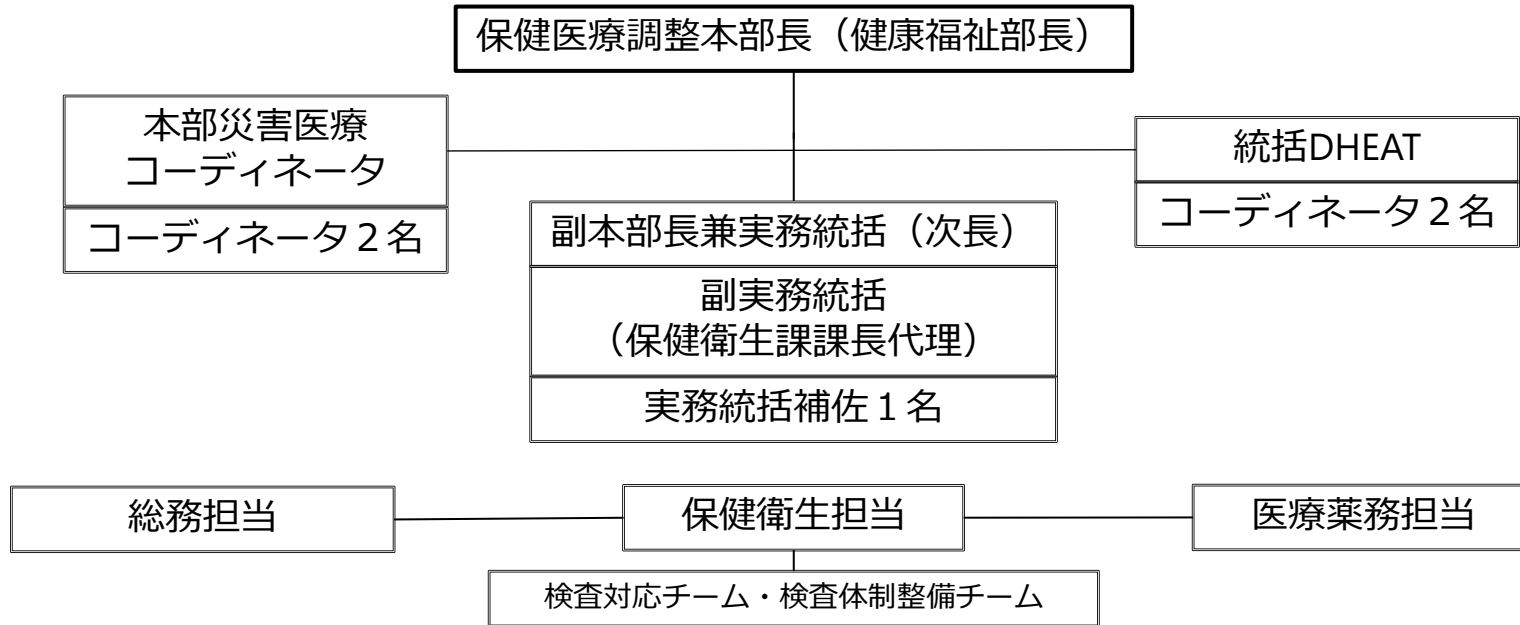 保健医療調整本部長（健康福祉部長）
本部災害医療
コーディネータ
コーディネータ２名
統括DHEAT
コーディネータ２名
副本部長兼実務統括（次長）
副実務統括
（保健衛生課課長代理）
実務統括補佐１名
総務担当
保健衛生担当
医療薬務担当
検査対応チーム・検査体制整備チーム